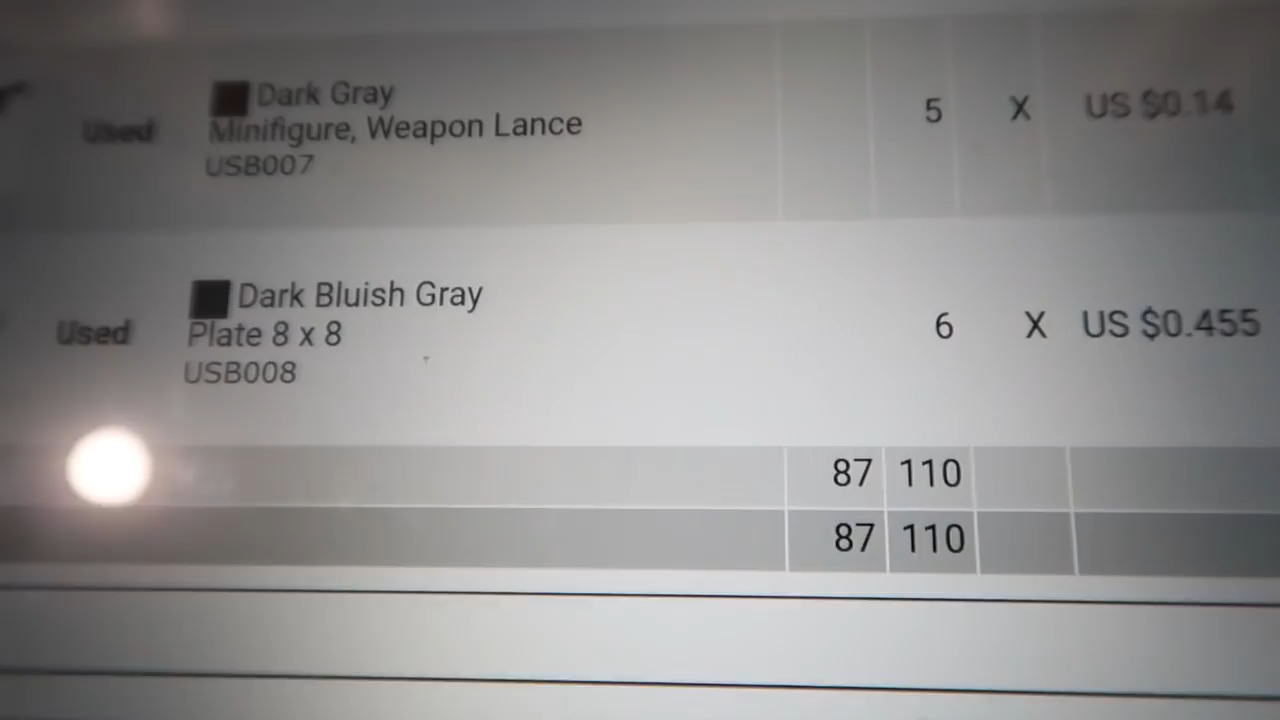 Used Dark Gray 5 X US $0.14
Minifigure, Weapon Lance
USB007
Dark Bluish Gray
Used Plate 8 x 8 6 X US $0.455
USB008
87 110
87 110